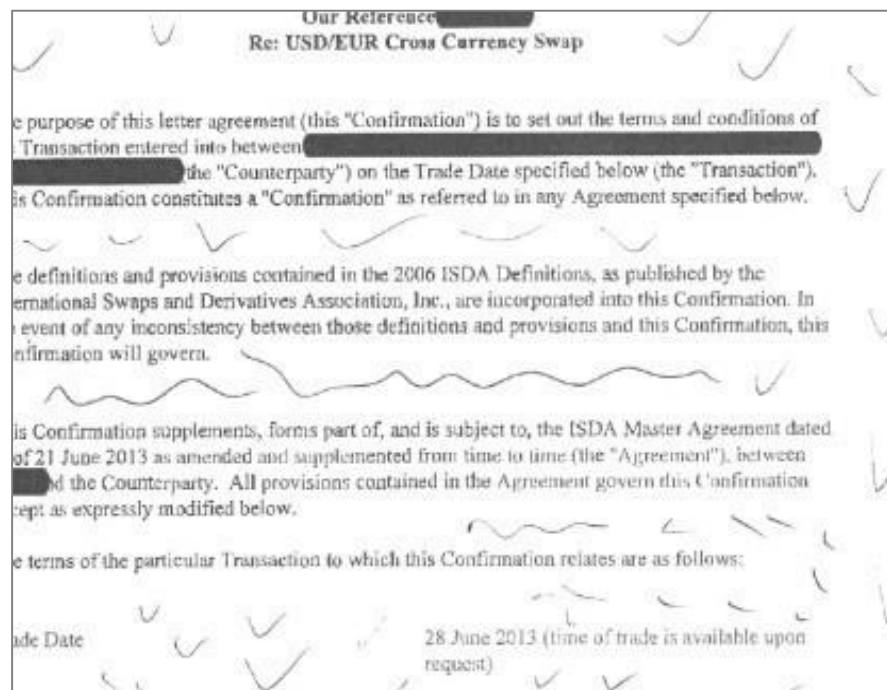 Our Reference
Re: USD/EUR Cross Currency Swap
e purpose of this letter agreement (this "Confirmation") is to set out the terms and conditions of
Transaction entered into between
the "Counterparty") on the Trade Date specified below (the "Transaction").
is Confirmation constitutes a "Confirmation" as referred to in any Agreement specified below.
e definitions and provisions contained in the 2006 ISDA Definitions, as published by the
ernational Swaps and Derivatives Association, Inc., are incorporated into this Confirmation. In
event of any inconsistency between those definitions and provisions and this Confirmation, this
nfirmation will govern.
is Confirmation supplements, forms part of, and is subject to, the ISDA Master Agreement dated
of 21 June 2013 as amended and supplemented from time to time (the "Agreement"), between
d the Counterparty. All provisions contained in the Agreement govern this Confirmation
cept as expressly modified below.
e terms of the particular Transaction to which this Confirmation relates are as follows:
ade Date
28 June 2013 (time of trade is available upon
request)